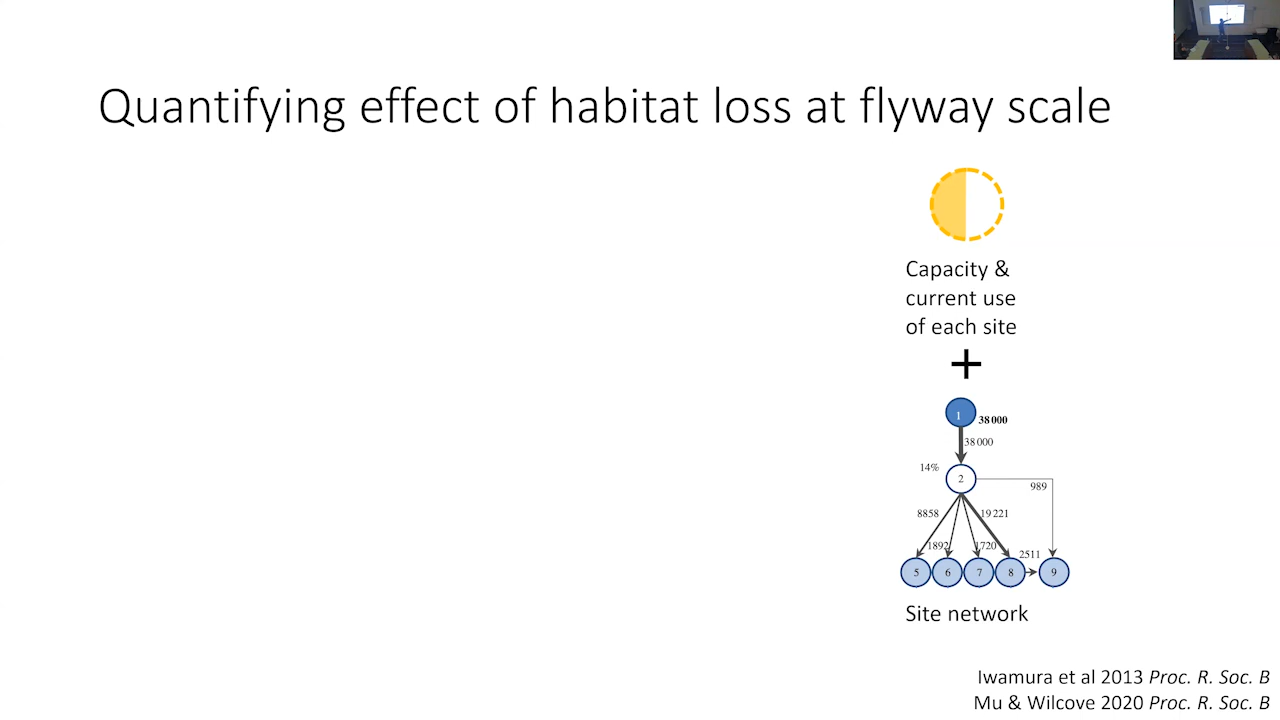 Quantifying effect of habitat loss at flyway scale
Capacity &
current use
of each site
+
1
38 000
38 000
14%
2
989
8858
19 221
1892
1720
2511
5
6
7
8
9
Site network
Iwamura et al 2013 Proc. R. Soc. B
Mu & Wilcove 2020 Proc. R. Soc. B